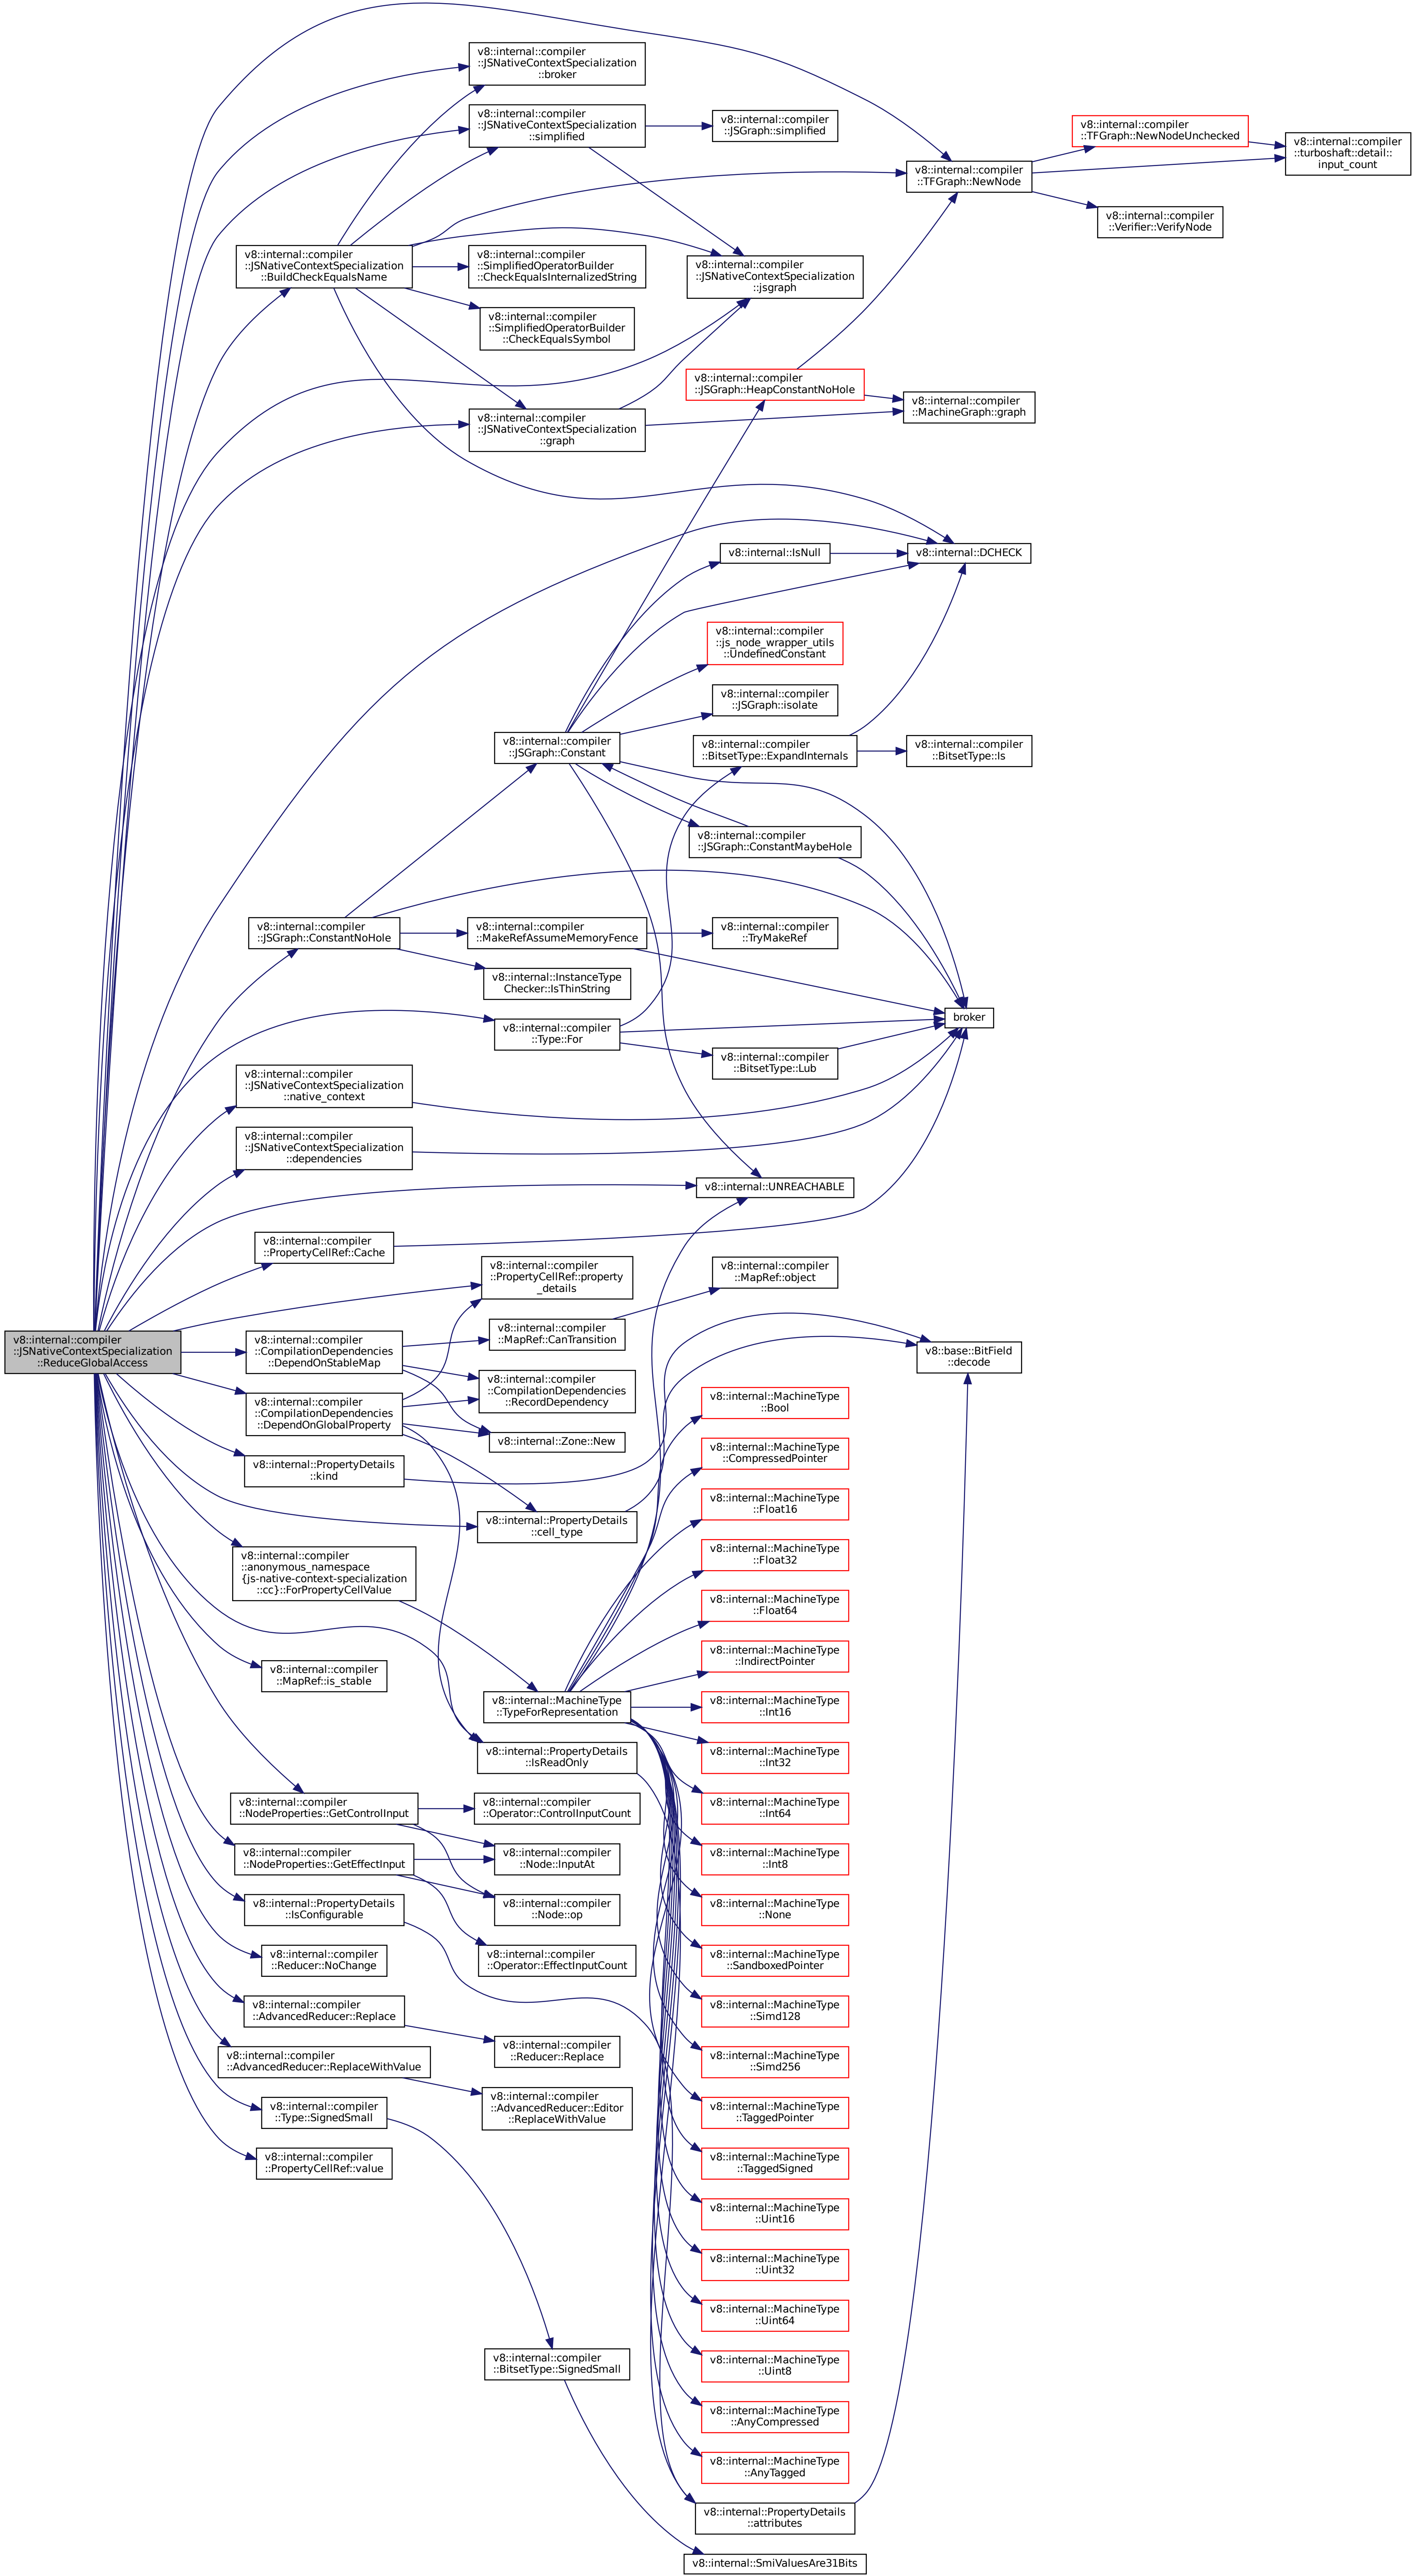 v8::internal::compiler
::JSNativeContextSpecialization
::ReduceGlobalAccess
v8::internal::compiler
::JSNativeContextSpecialization
::broker
v8::internal::compiler
::JSNativeContextSpecialization
::simplified
v8::internal::compiler
::JSGraph::simplified
v8::internal::compiler
::TFGraph::NewNode
v8::internal::compiler
::TFGraph::NewNodeUnchecked
v8::internal::compiler
::turboshaft::detail::
input_count
v8::internal::compiler
::Verifier::VerifyNode
v8::internal::compiler
::JSNativeContextSpecialization
::BuildCheckEqualsName
v8::internal::compiler
::SimplifiedOperatorBuilder
::CheckEqualsInternalizedString
v8::internal::compiler
::JSNativeContextSpecialization
::jsgraph
v8::internal::compiler
::SimplifiedOperatorBuilder
::CheckEqualsSymbol
v8::internal::compiler
::JSGraph::HeapConstantNoHole
v8::internal::compiler
::MachineGraph::graph
v8::internal::compiler
::JSNativeContextSpecialization
::graph
v8::internal::IsNull
v8::internal::DCHECK
v8::internal::compiler
::js_node_wrapper_utils
::UndefinedConstant
v8::internal::compiler
::JSGraph::isolate
v8::internal::compiler
::JSGraph::Constant
v8::internal::compiler
::BitsetType::ExpandInternals
v8::internal::compiler
::BitsetType::Is
v8::internal::compiler
::JSGraph::ConstantMaybeHole
v8::internal::compiler
::JSGraph::ConstantNoHole
v8::internal::compiler
::MakeRefAssumeMemoryFence
v8::internal::compiler
::TryMakeRef
v8::internal::InstanceType
Checker::IsThinString
broker
v8::internal::compiler
::Type::For
v8::internal::compiler
::BitsetType::Lub
v8::internal::compiler
::JSNativeContextSpecialization
::native_context
v8::internal::compiler
::JSNativeContextSpecialization
::dependencies
v8::internal::UNREACHABLE
v8::internal::compiler
::PropertyCellRef::Cache
v8::internal::compiler
::PropertyCellRef::property
_details
v8::internal::compiler
::MapRef::object
v8::internal::compiler
::CompilationDependencies
::DependOnStableMap
v8::internal::compiler
::MapRef::CanTransition
v8::base::BitField
::decode
v8::internal::compiler
::CompilationDependencies
::RecordDependency
v8::internal::compiler
::CompilationDependencies
::DependOnGlobalProperty
v8::internal::Zone::New
v8::internal::PropertyDetails
::kind
v8::internal::PropertyDetails
::cell_type
v8::internal::MachineType
::Bool
v8::internal::MachineType
::CompressedPointer
v8::internal::MachineType
::Float16
v8::internal::MachineType
::Float32
v8::internal::MachineType
::Float64
v8::internal::MachineType
::IndirectPointer
v8::internal::MachineType
::Int16
v8::internal::MachineType
::Int32
v8::internal::MachineType
::Int64
v8::internal::MachineType
::Int8
v8::internal::MachineType
::None
v8::internal::MachineType
::SandboxedPointer
v8::internal::MachineType
::Simd128
v8::internal::MachineType
::Simd256
v8::internal::MachineType
::TaggedPointer
v8::internal::MachineType
::TaggedSigned
v8::internal::MachineType
::Uint16
v8::internal::MachineType
::Uint32
v8::internal::MachineType
::Uint64
v8::internal::MachineType
::Uint8
v8::internal::MachineType
::AnyCompressed
v8::internal::MachineType
::AnyTagged
v8::internal::compiler
::anonymous_namespace
{js-native-context-specialization
::cc}::ForPropertyCellValue
v8::internal::compiler
::MapRef::is_stable
v8::internal::MachineType
::TypeForRepresentation
v8::internal::PropertyDetails
::IsReadOnly
v8::internal::compiler
::NodeProperties::GetControlInput
v8::internal::compiler
::Operator::ControlInputCount
v8::internal::compiler
::NodeProperties::GetEffectInput
v8::internal::compiler
::Node::InputAt
v8::internal::PropertyDetails
::IsConfigurable
v8::internal::compiler
::Node::op
v8::internal::compiler
::Reducer::NoChange
v8::internal::compiler
::Operator::EffectInputCount
v8::internal::compiler
::AdvancedReducer::Replace
v8::internal::compiler
::Reducer::Replace
v8::internal::compiler
::AdvancedReducer::ReplaceWithValue
v8::internal::compiler
::AdvancedReducer::Editor
::ReplaceWithValue
v8::internal::compiler
::Type::SignedSmall
v8::internal::compiler
::PropertyCellRef::value
v8::internal::compiler
::BitsetType::SignedSmall
v8::internal::PropertyDetails
::attributes
v8::internal::SmiValuesAre31Bits